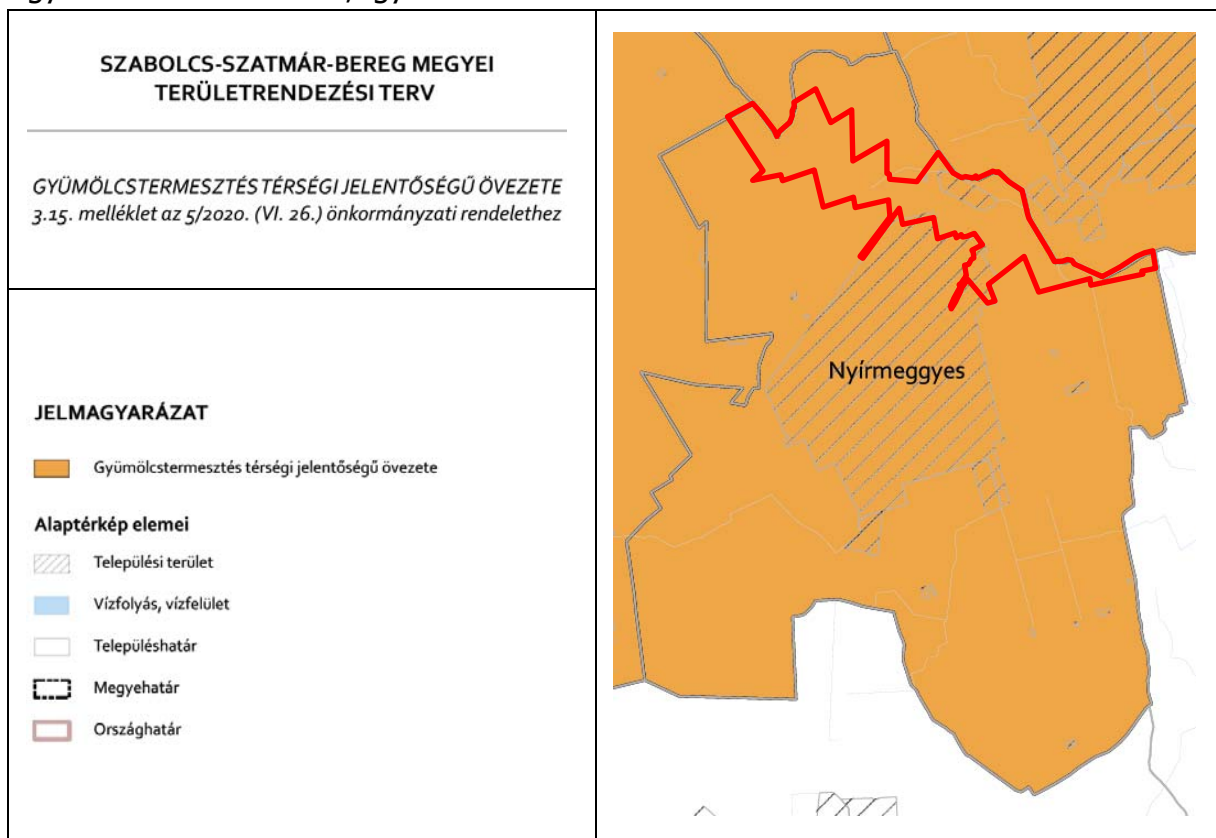 SZABOLCS-SZATMÁR-BEREG MEGYEI
TERÜLETRENDEZÉSI TERV
GYÜMÖLCSTERMESZTÉS TÉRSÉGI JELENTŐSÉGŰ ÖVEZETE
3.15. melléklet az 5/2020. (VI. 26.) önkormányzati rendelethez
JELMAGYARÁZAT
Gyümölcstermesztés térségi jelentőségű övezete
Alaptérkép elemei
Települési terület
Vízfolyás, vízfelület
Településhatár
Megyehatár
Országhatár
Nyírmeggyes